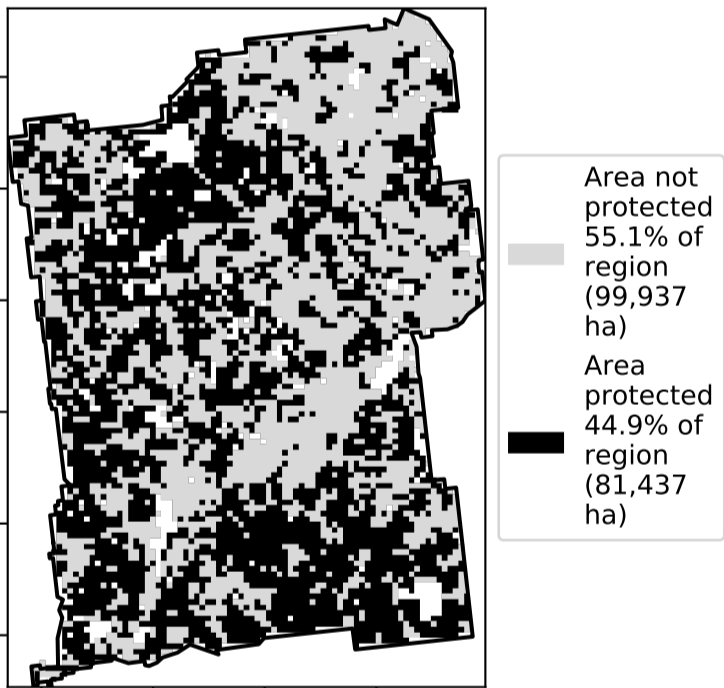 Area not
protected
55.1% of
region
(99,937
ha)
Area
protected
44.9% of
region
(81,437
ha)